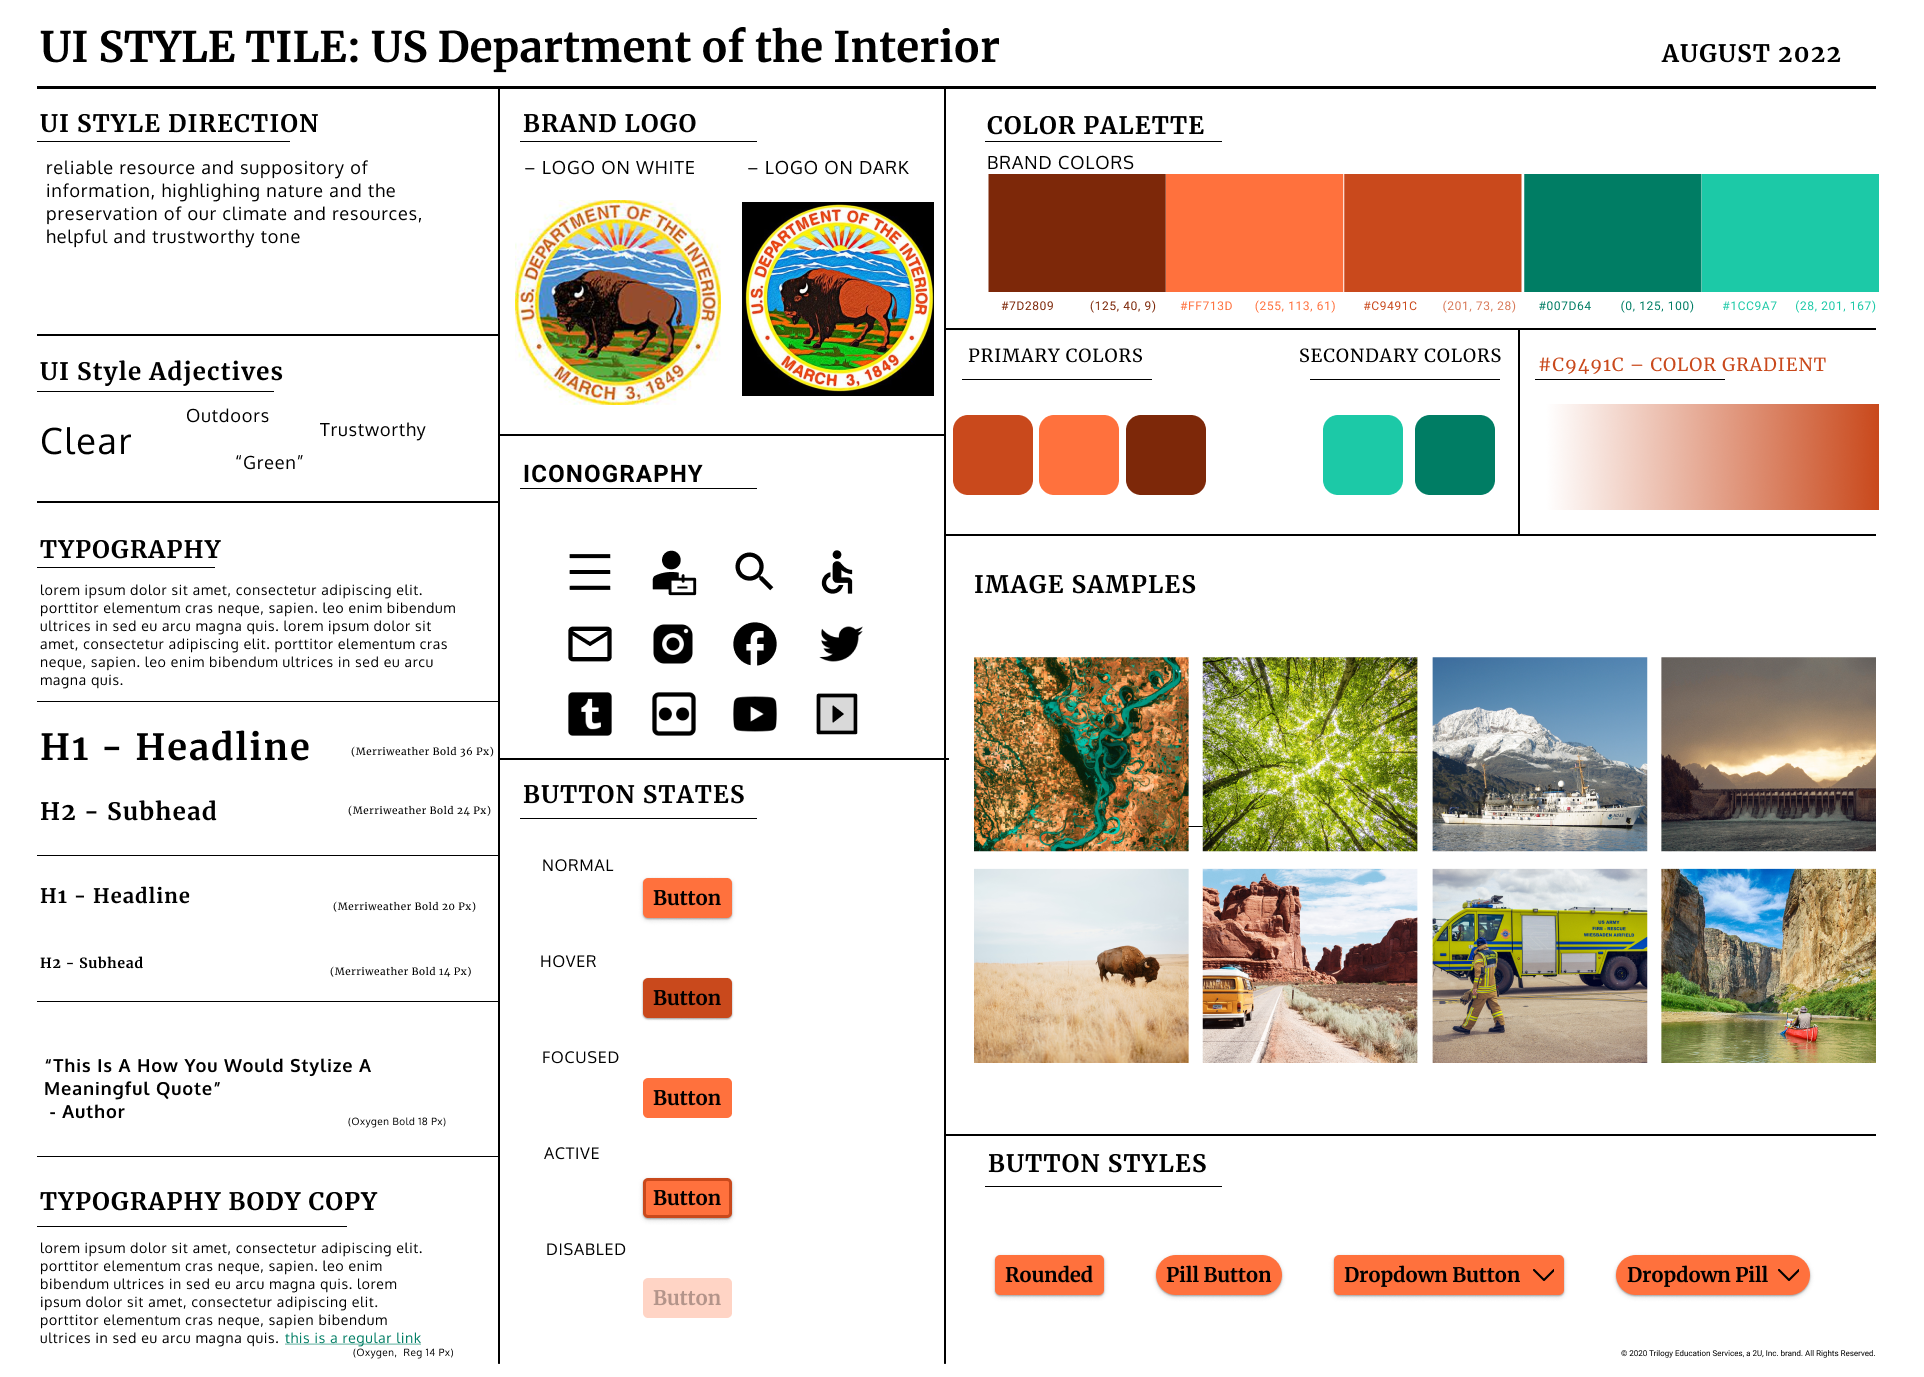 UI STYLE TILE: US Department of the Interior
AUGUST 2022
UI STYLE DIRECTION
reliable resource and suppository of
information, highlighing nature and the
preservation of our climate and resources,
helpful and trustworthy tone
UI Style Adjectives
Outdoors
Clear
Trustworthy
“Green”
TYPOGRAPHY
lorem ipsum dolor sit amet, consectetur adipiscing elit.
porttitor elementum cras neque, sapien. leo enim bibendum
ultrices in sed eu arcu magna quis. lorem ipsum dolor sit
amet, consectetur adipiscing elit. porttitor elementum cras
neque, sapien. leo enim bibendum ultrices in sed eu arcu
magna quis.
H1 - Headline
(Merriweather Bold 36 Px)
H2 - Subhead
(Merriweather Bold 24 Px)
H1 - Headline
(Merriweather Bold 20 Px)
H2 - Subhead
(Merriweather Bold 14 Px)
“This Is A How You Would Stylize A
Meaningful Quote”
- Author
(Oxygen Bold 18 Px)
TYPOGRAPHY BODY COPY
lorem ipsum dolor sit amet, consectetur adipiscing elit.
porttitor elementum cras neque, sapien. leo enim
bibendum ultrices in sed eu arcu magna quis. lorem
ipsum dolor sit amet, consectetur adipiscing elit.
porttitor elementum cras neque, sapien bibendum
ultrices in sed eu arcu magna quis. this is a regular link
(Oxygen, Reg 14 Px)
BRAND LOGO
– LOGO ON WHITE
– LOGO ON DARK
U.S. DEPARTMENT OF THE INTERIOR
MARCH 3, 1849
U.S. DEPARTMENT OF THE INTERIOR
MARCH 3, 1849
ICONOGRAPHY
BUTTON STATES
NORMAL
Button
HOVER
Button
FOCUSED
Button
ACTIVE
Button
DISABLED
Button
COLOR PALETTE
BRAND COLORS
#7D2809 (125, 40, 9)
#FF713D (255, 113, 61)
#C9491C (201, 73, 28)
#007D64 (0, 125, 100)
#1CC9A7 (28, 201, 167)
PRIMARY COLORS
SECONDARY COLORS
#C9491C – COLOR GRADIENT
IMAGE SAMPLES
US ARMY
FIRE - RESCUE
WIESBADEN AIRFIELD
BUTTON STYLES
Rounded
Pill Button
Dropdown Button
Dropdown Pill
© 2020 Trilogy Education Services, a 2U, Inc. brand. All Rights Reserved.